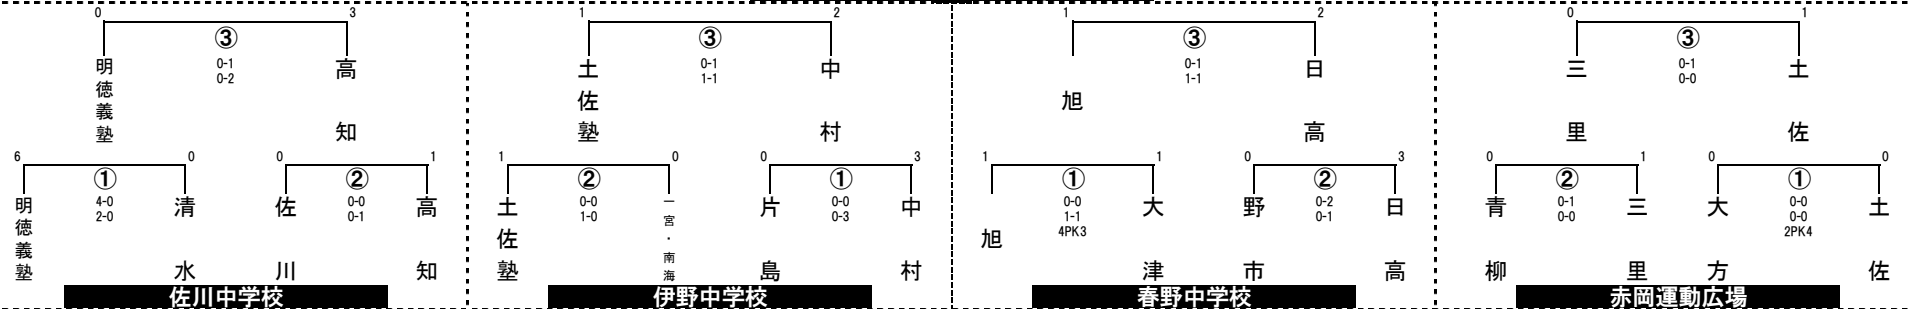 0 3
③
0-1
0-2
明徳義塾
高知
6 0
①
4-0
2-0
明徳義塾
清水
0 1
②
0-0
0-1
佐川
高知
佐川中学校
1 2
③
0-1
1-1
土佐塾
中村
1 0
②
0-0
1-0
土佐塾
一宮・南海
0 3
①
0-0
0-3
片島
中村
伊野中学校
1 2
③
0-1
1-1
旭
日高
1 1
①
0-0
1-1
4PK3
旭
大津
0 3
②
0-2
0-1
野市
日高
春野中学校
0 1
③
0-1
0-0
三里
土佐
0 1
②
0-1
0-0
青柳
三里
0 0
①
0-0
0-0
2PK4
大方
土佐
赤岡運動広場